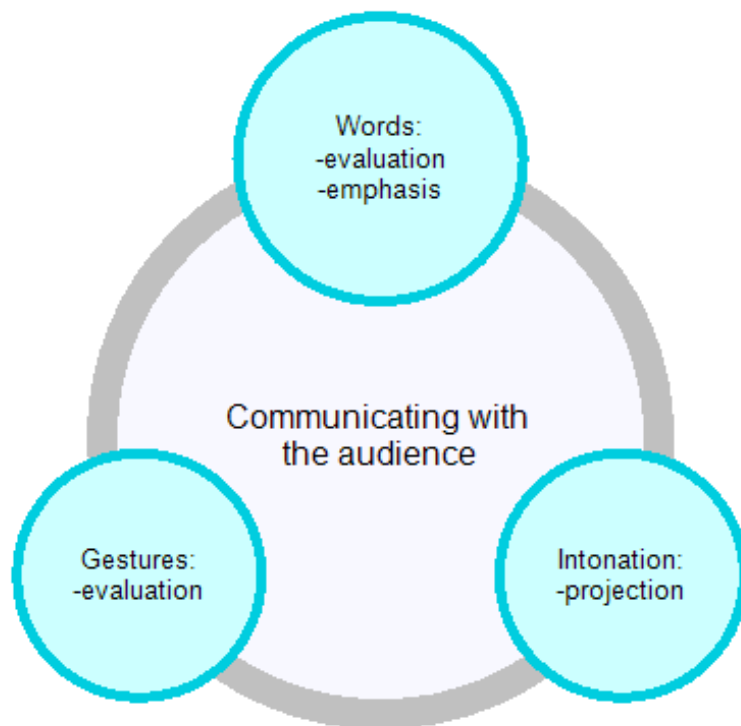 Words:
-evaluation
-emphasis
Communicating with
the audience
Gestures:
-evaluation
Intonation:
-projection